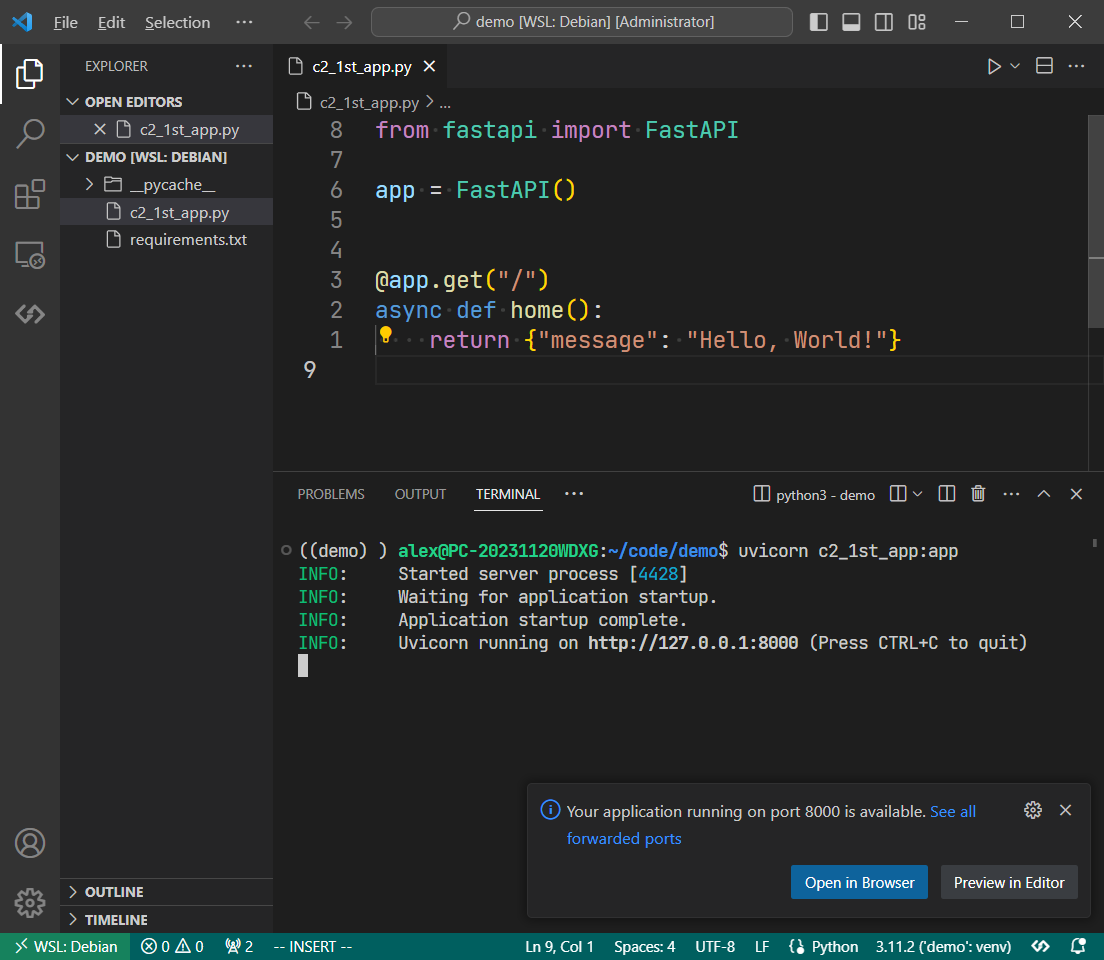 File Edit Selection ··· demo [WSL: Debian] [Administrator]
EXPLORER ···
OPEN EDITORS
c2_1st_app.py
DEMO [WSL: DEBIAN]
__pycache__
c2_1st_app.py
requirements.txt
OUTLINE
TIMELINE
c2_1st_app.py
c2_1st_app.py > ...
8 from fastapi import FastAPI
7
6 app = FastAPI()
5
4
3 @app.get("/")
2 async def home():
1     return {"message": "Hello, World!"}
9
PROBLEMS OUTPUT TERMINAL ··· python3 - demo
((demo) ) alex@PC-20231120WDXG:~/code/demo$ uvicorn c2_1st_app:app
INFO:     Started server process [4428]
INFO:     Waiting for application startup.
INFO:     Application startup complete.
INFO:     Uvicorn running on http://127.0.0.1:8000 (Press CTRL+C to quit)
Your application running on port 8000 is available. See all
forwarded ports
Open in Browser Preview in Editor
WSL: Debian 0 0 2 -- INSERT -- Ln 9, Col 1 Spaces: 4 UTF-8 LF Python 3.11.2 ('demo': venv)